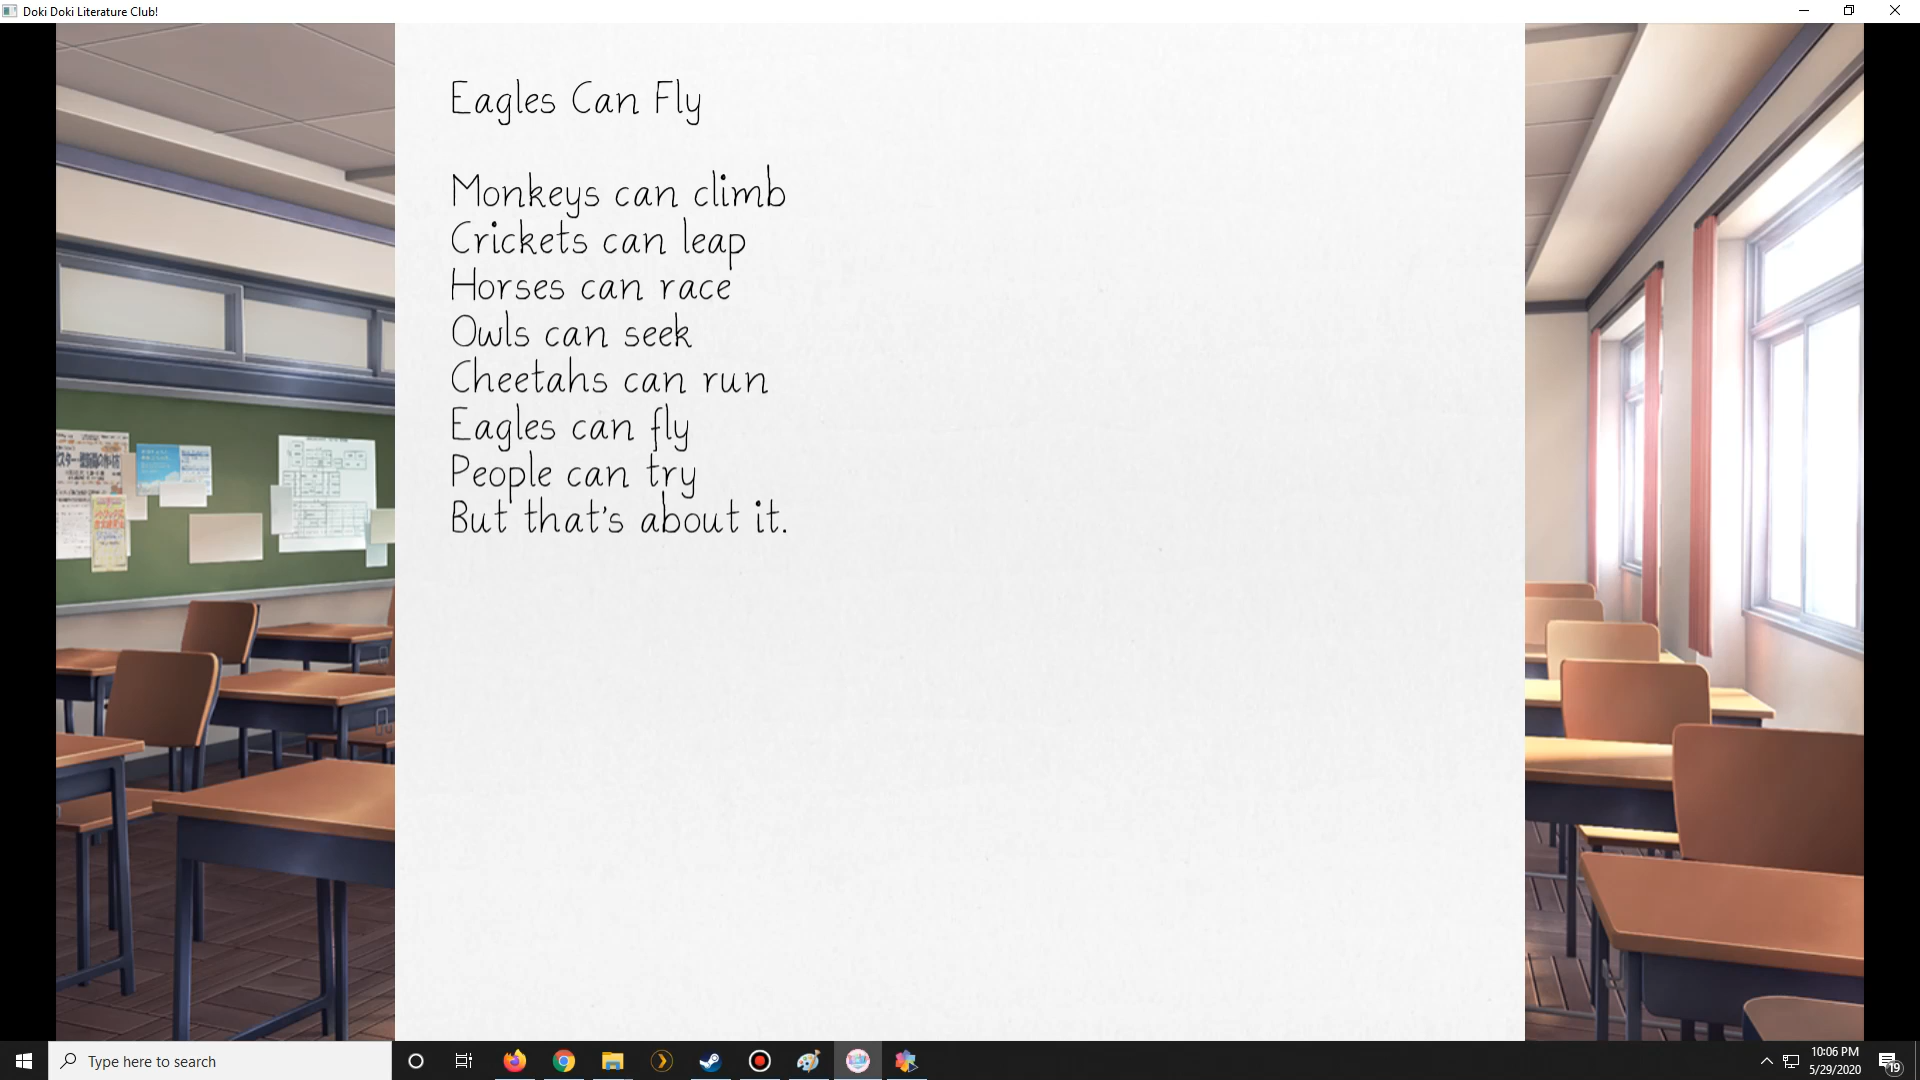 Doki Doki Literature Club!
Eagles Can Fly
Monkeys can climb
Crickets can leap
Horses can race
Owls can seek
Cheetahs can run
Eagles can fly
People can try
But that's about it.
Type here to search
10:06 PM
5/29/2020
19